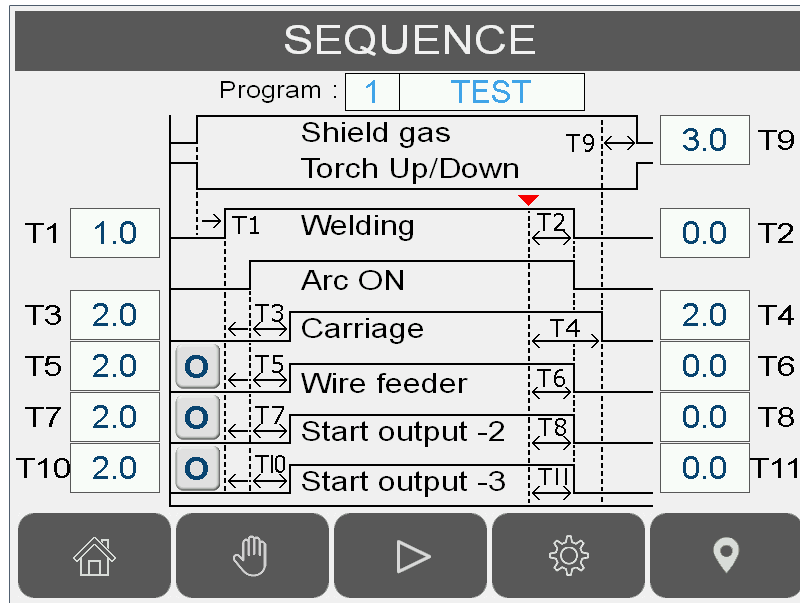 SEQUENCE
Program : 1 TEST
Shield gas T9 3.0 T9
Torch Up/Down
T1 1.0 T1 Welding T2 0.0 T2
Arc ON
T3 2.0 T3 Carriage T4 2.0 T4
T5 2.0 O T5 Wire feeder T6 0.0 T6
T7 2.0 O T7 Start output -2 T8 0.0 T8
T10 2.0 O T10 Start output -3 T11 0.0 T11